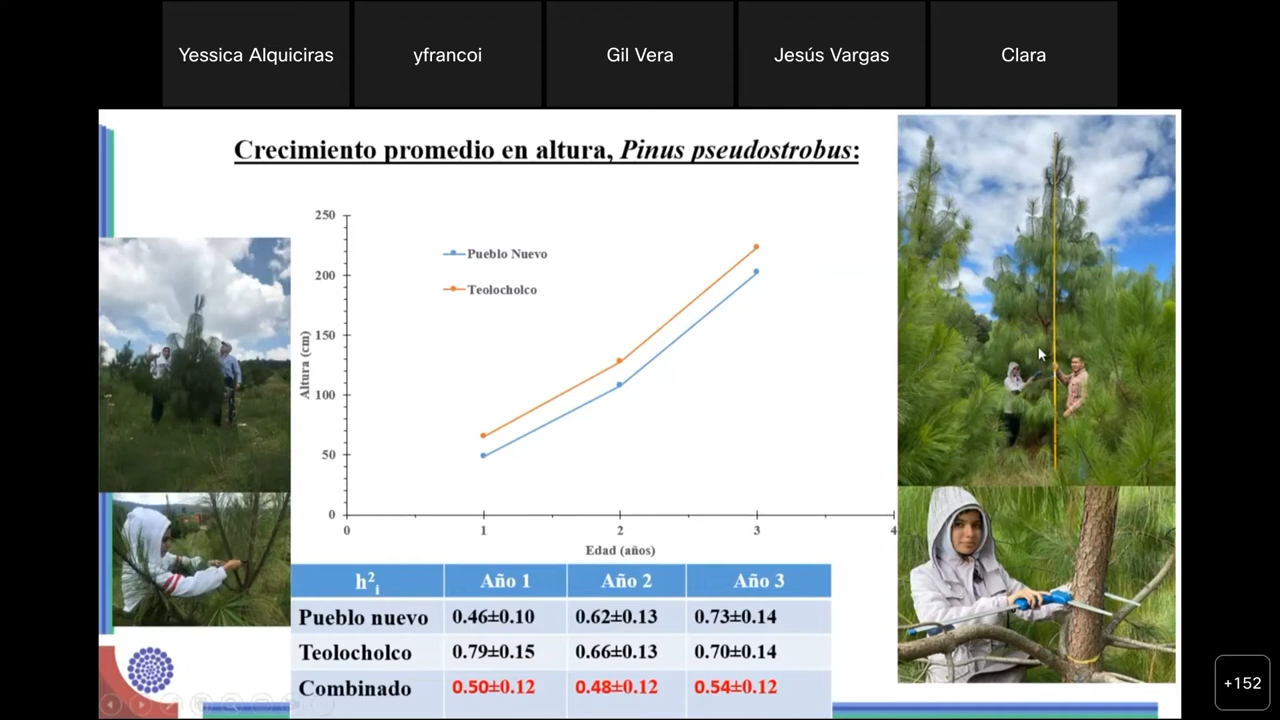 Yessica Alquiciras
yfrancoi
Gil Vera
Jesús Vargas
Clara
Crecimiento promedio en altura, Pinus pseudostrobus:
250
200
150
100
50
0
Altura (cm)
Pueblo Nuevo
Teolocholco
0 1 2 3 4
Edad (años)
h²i Año 1 Año 2 Año 3
Pueblo nuevo 0.46±0.10 0.62±0.13 0.73±0.14
Teolocholco 0.79±0.15 0.66±0.13 0.70±0.14
Combinado 0.50±0.12 0.48±0.12 0.54±0.12
+152